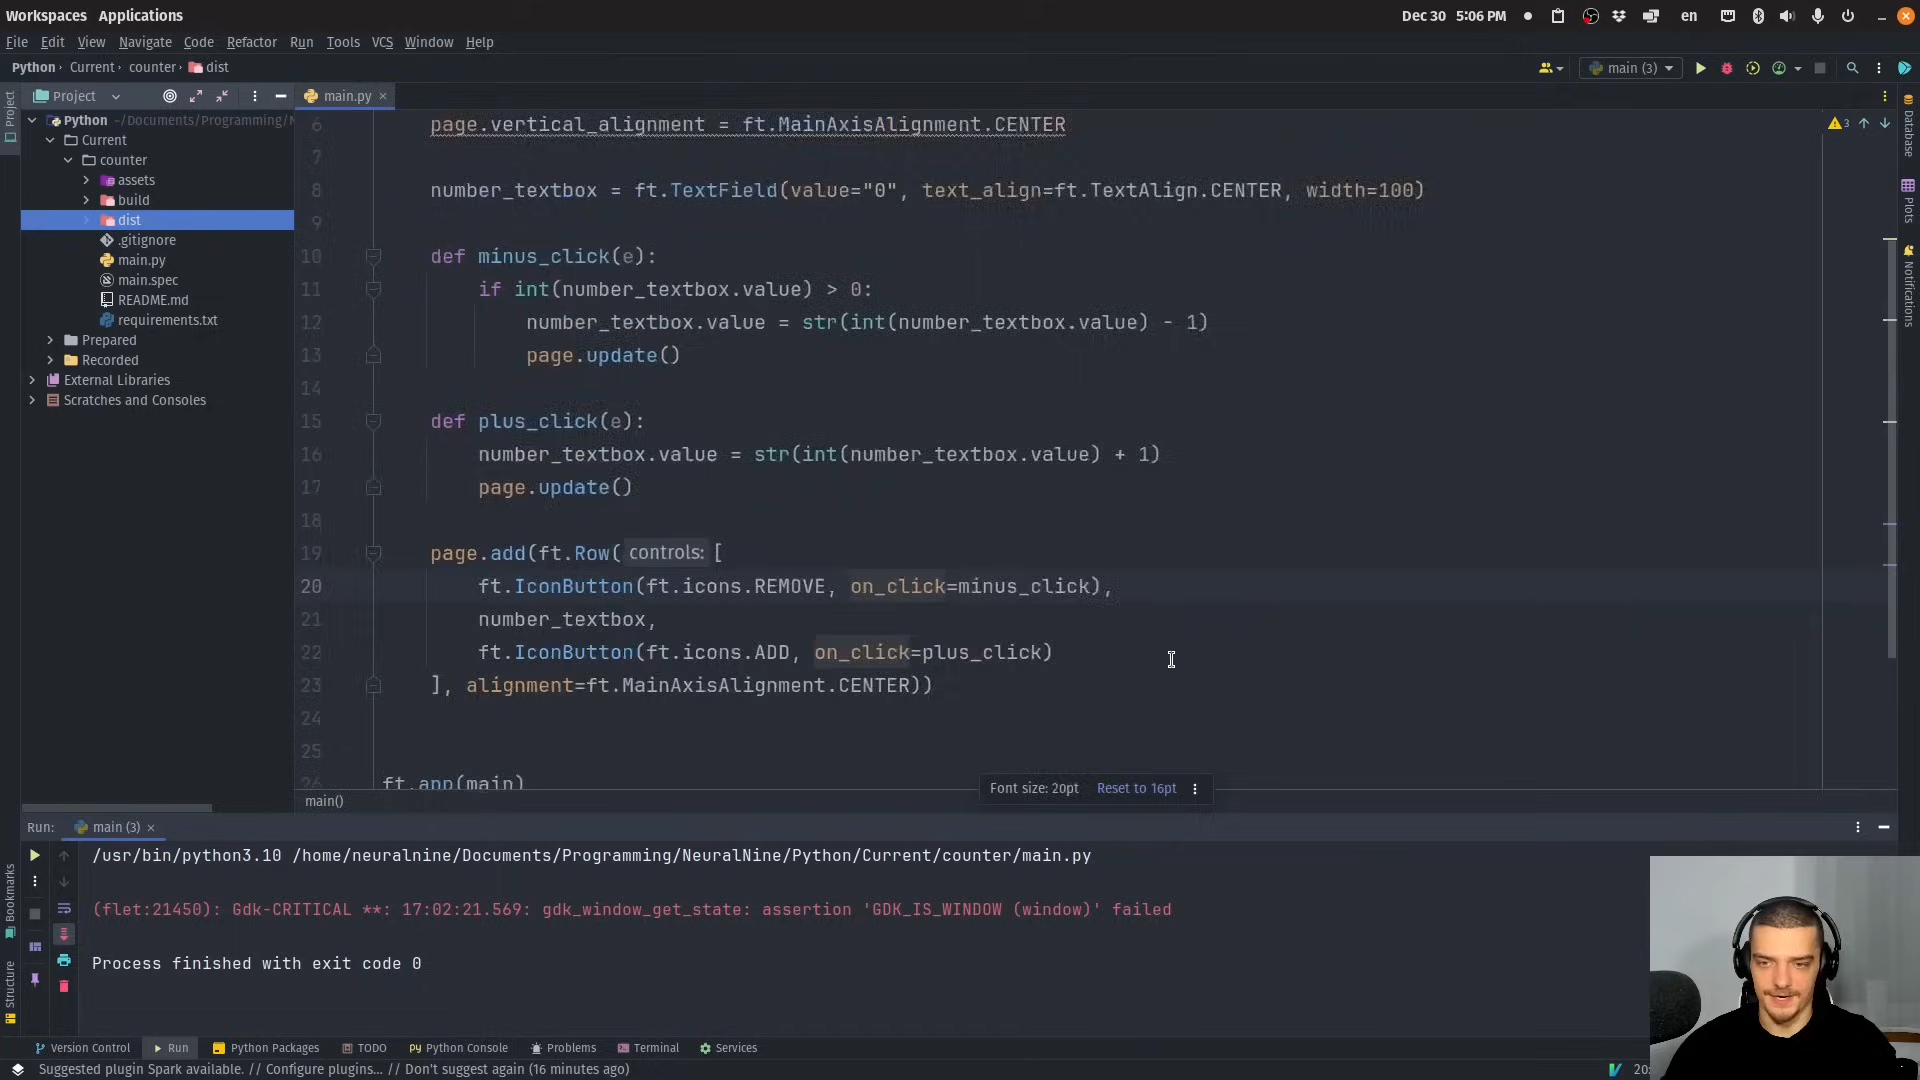 Workspaces Applications Dec 30 5:06 PM en
File Edit View Navigate Code Refactor Run Tools VCS Window Help
Python Current counter dist main (3)
Project main.py
Project
Python ~/Documents/Programming/N
Current
counter
assets
build
dist
.gitignore
main.py
main.spec
README.md
requirements.txt
Prepared
Recorded
External Libraries
Scratches and Consoles
6 page.vertical_alignment = ft.MainAxisAlignment.CENTER
3
7
8 number_textbox = ft.TextField(value="0", text_align=ft.TextAlign.CENTER, width=100)
9
10 def minus_click(e):
11 if int(number_textbox.value) > 0:
12 number_textbox.value = str(int(number_textbox.value) - 1)
13 page.update()
14
15 def plus_click(e):
16 number_textbox.value = str(int(number_textbox.value) + 1)
17 page.update()
18
19 page.add(ft.Row( controls: [
20 ft.IconButton(ft.icons.REMOVE, on_click=minus_click),
21 number_textbox,
22 ft.IconButton(ft.icons.ADD, on_click=plus_click)
23 ], alignment=ft.MainAxisAlignment.CENTER))
24
25
26 ft.app(main)
Font size: 20pt Reset to 16pt
main()
Database
Plots
Notifications
Run: main (3)
/usr/bin/python3.10 /home/neuralnine/Documents/Programming/NeuralNine/Python/Current/counter/main.py
(flet:21450): Gdk-CRITICAL **: 17:02:21.569: gdk_window_get_state: assertion 'GDK_IS_WINDOW (window)' failed
Process finished with exit code 0
Bookmarks
Structure
Version Control Run Python Packages TODO Python Console Problems Terminal Services
Suggested plugin Spark available. // Configure plugins... // Don't suggest again (16 minutes ago) 20: